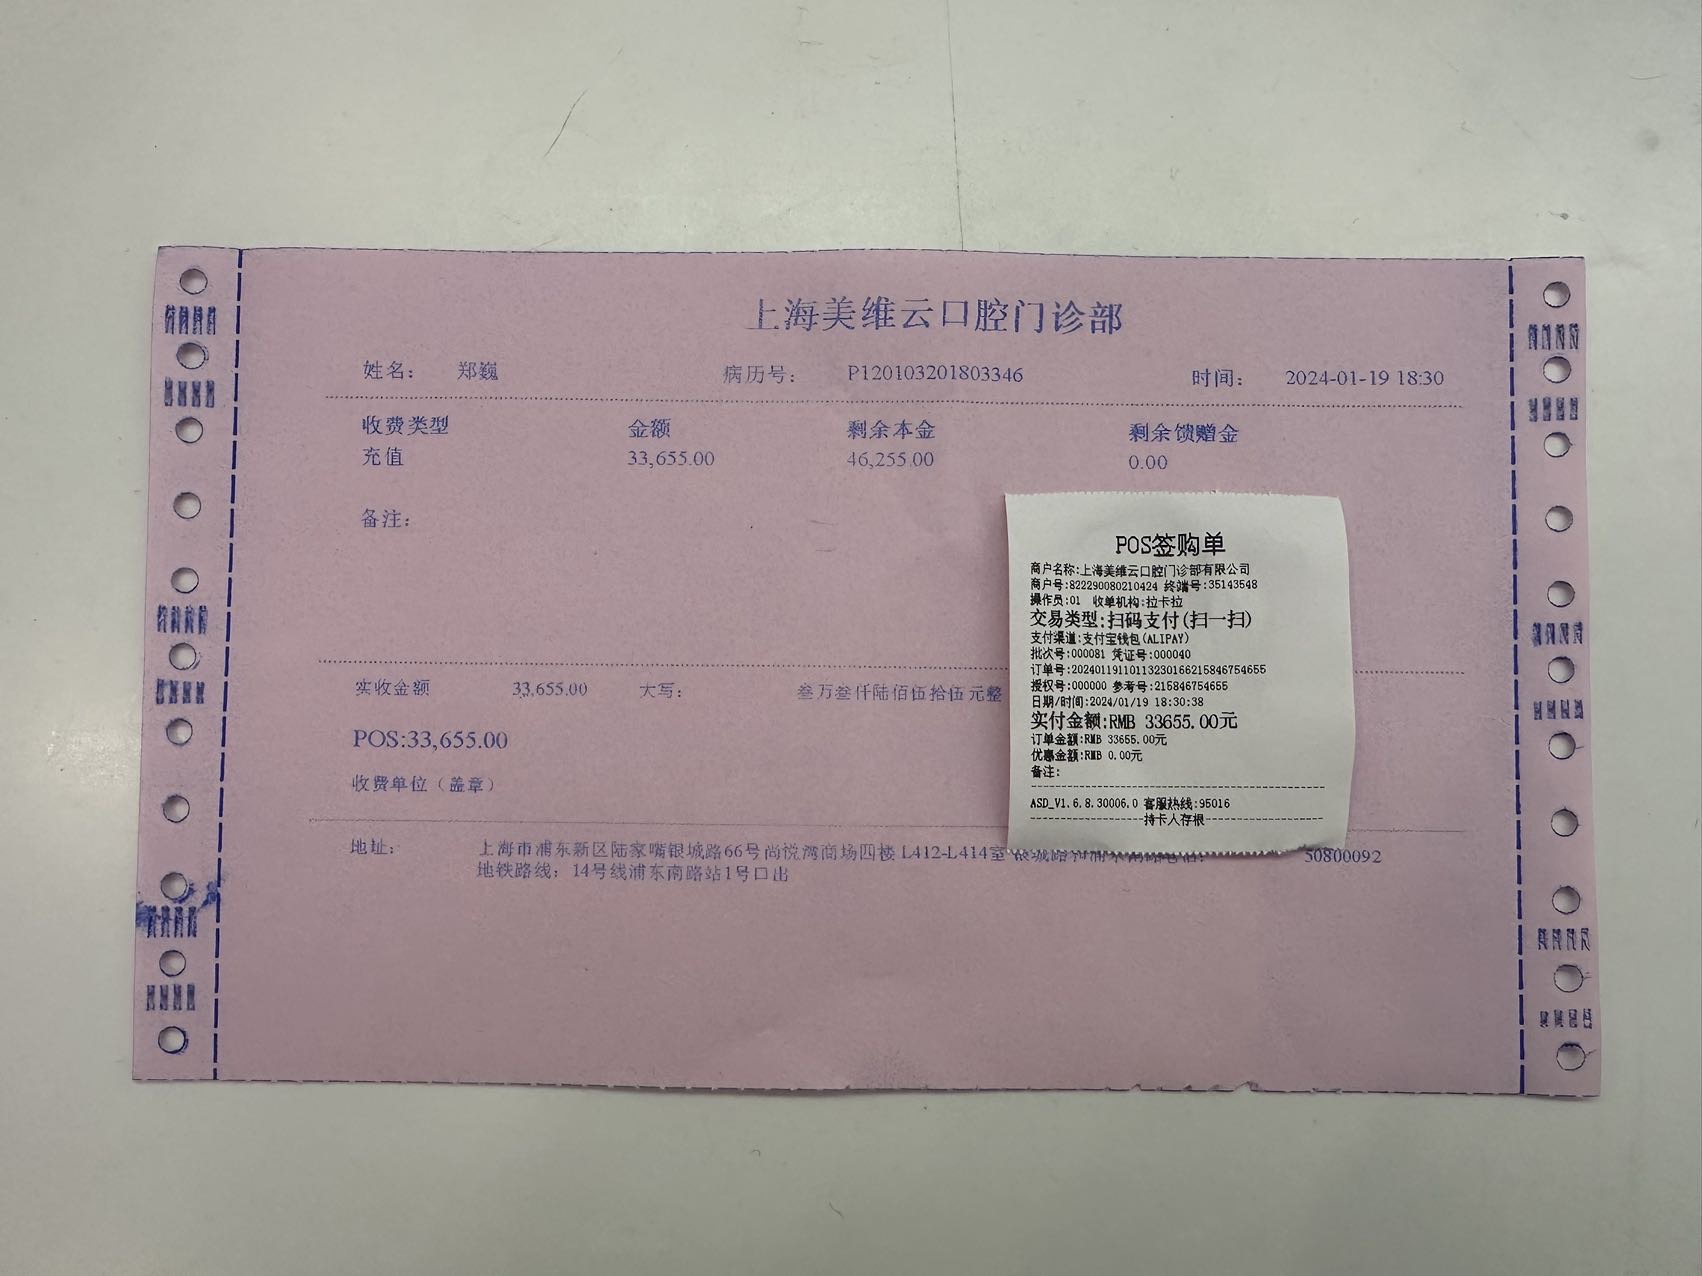 上海美维云口腔门诊部
姓名： 郑巍 病历号： P120103201803346 时间： 2024-01-19 18:30
收费类型 金额 剩余本金 剩余馈赠金
充值 33,655.00 46,255.00 0.00
备注：
实收金额 33,655.00 大写： 叁万叁仟陆佰伍拾伍元整
POS:33,655.00
收费单位（盖章）
地址： 上海市浦东新区陆家嘴银城路66号尚悦湾商场四楼 L412-L414室 50800092
地铁路线：14号线浦东南路站1号口出
POS签购单
商户名称:上海美维云口腔门诊部有限公司
商户号:822290080210424 终端号:35143548
操作员:01 收单机构:拉卡拉
交易类型:扫码支付(扫一扫)
支付渠道:支付宝钱包(ALIPAY)
批次号:000081 凭证号:000040
订单号:20240119110113230166215846754655
授权号:000000 参考号:215846754655
日期/时间:2024/01/19 18:30:38
实付金额:RMB 33655.00元
订单金额:RMB 33655.00元
优惠金额:RMB 0.00元
备注:
ASD_V1.6.8.30006.0 客服热线:95016
持卡人存根